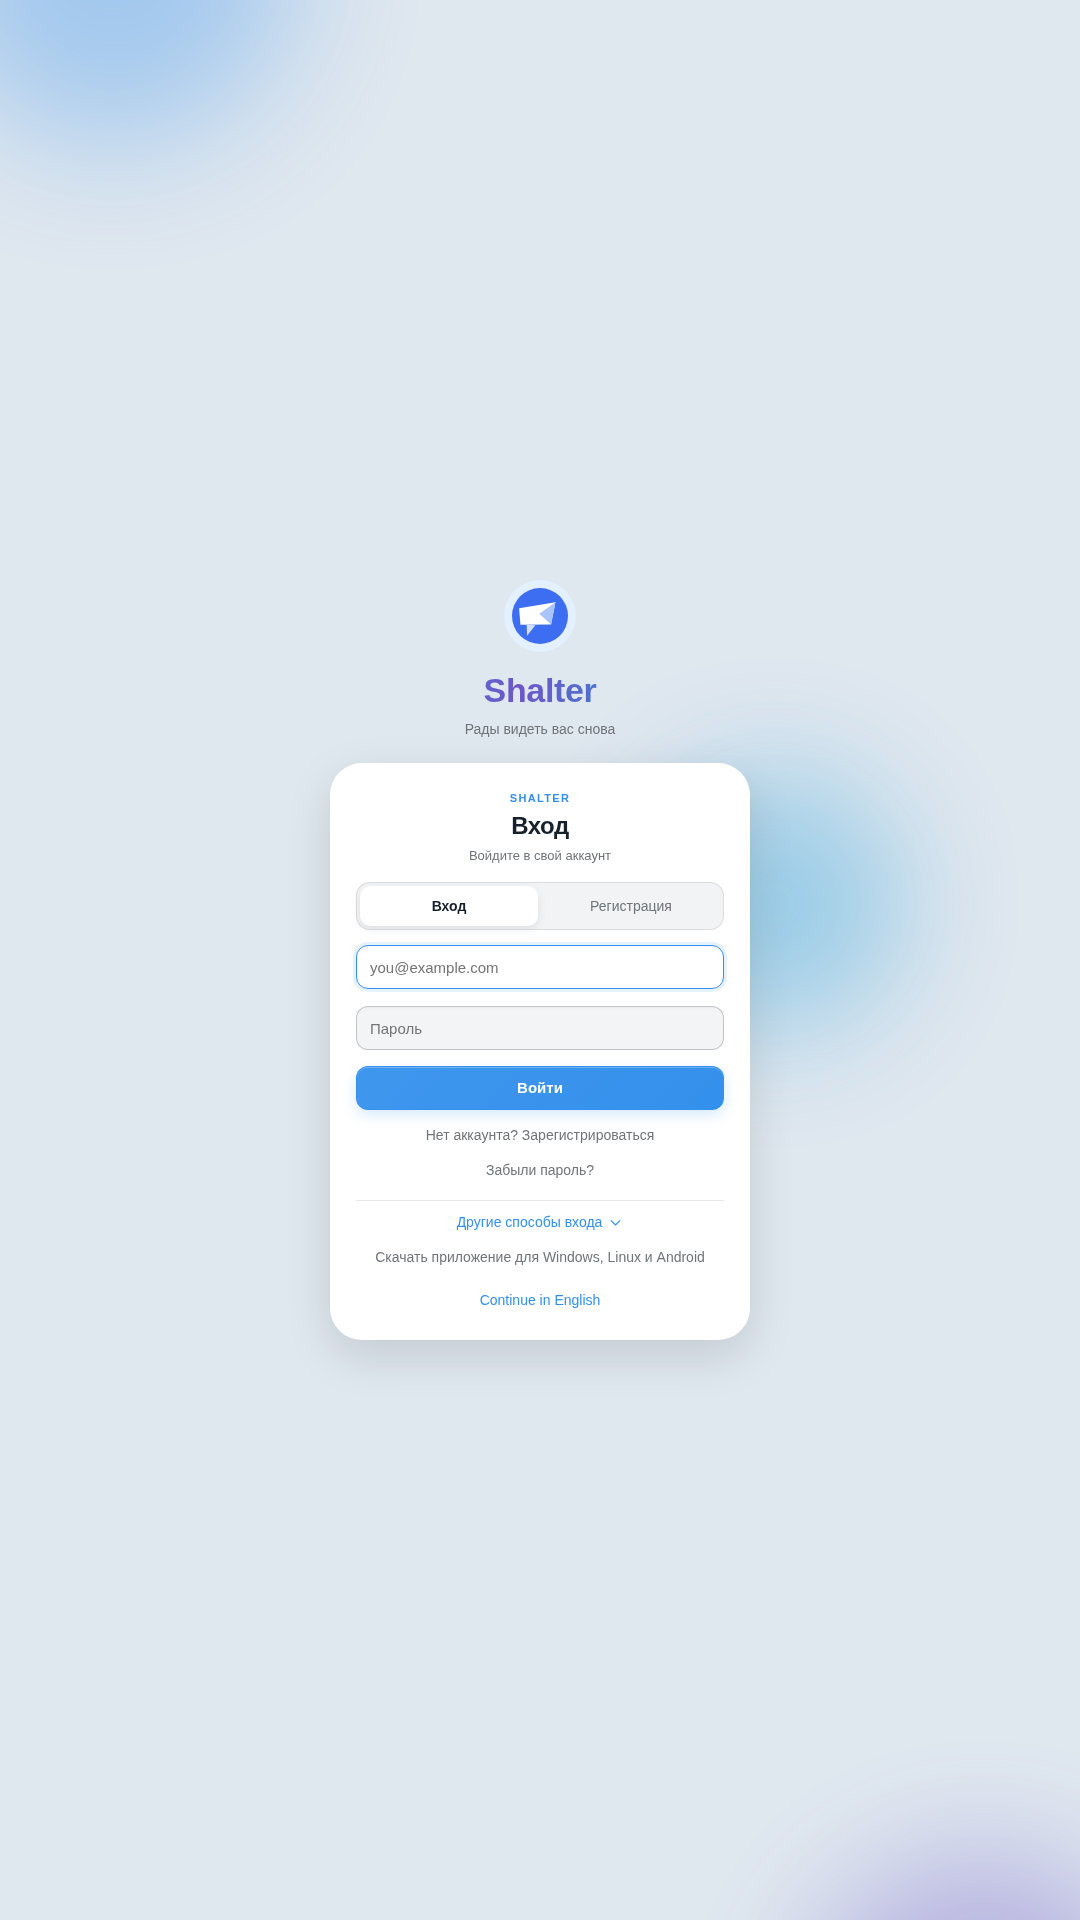 Shalter
Рады видеть вас снова
SHALTER
Вход
Войдите в свой аккаунт
Вход
Регистрация
you@example.com
Пароль
Войти
Нет аккаунта? Зарегистрироваться
Забыли пароль?
Другие способы входа
Скачать приложение для Windows, Linux и Android
Continue in English